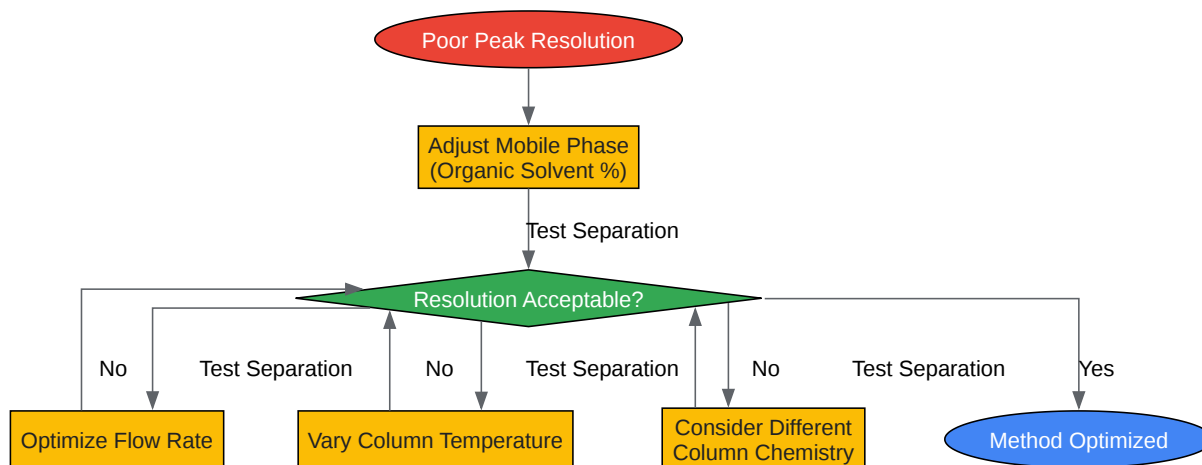 Poor Peak Resolution
Adjust Mobile Phase
(Organic Solvent %)
Test Separation
Resolution Acceptable?
No
Test Separation
No
Test Separation
No
Test Separation
Yes
Optimize Flow Rate
Vary Column Temperature
Consider Different
Column Chemistry
Method Optimized